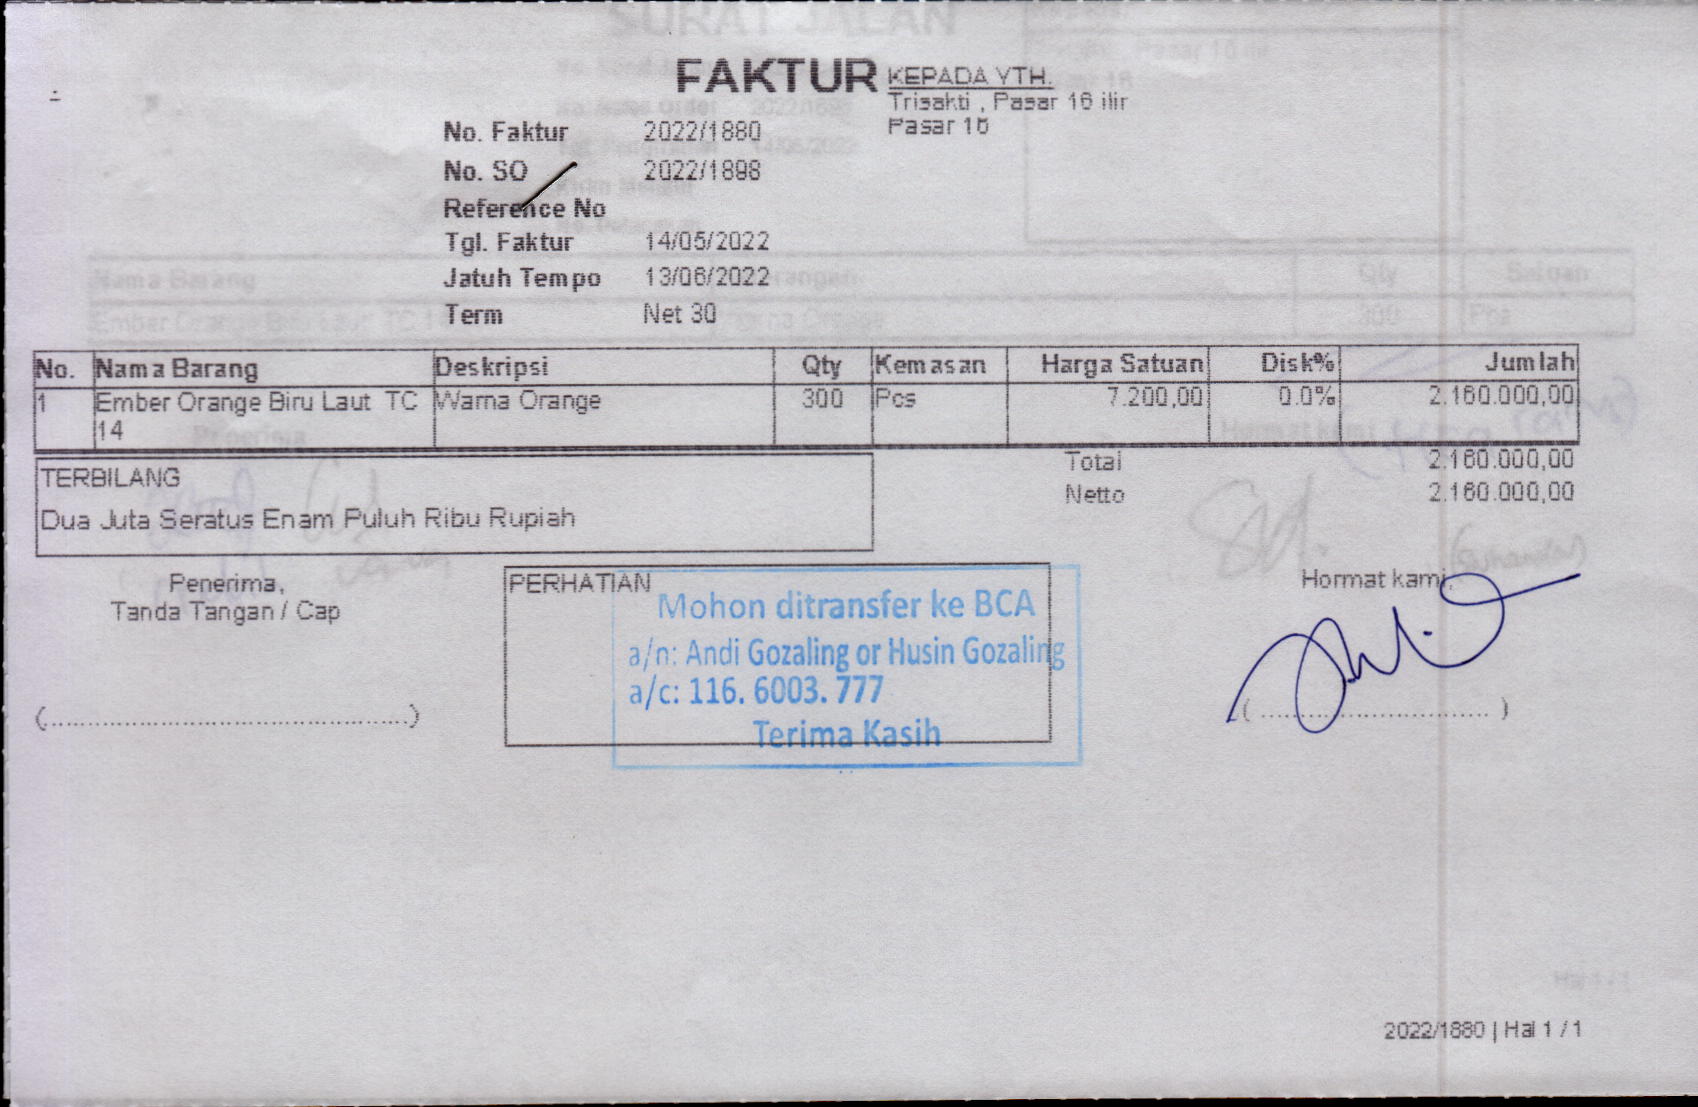 FAKTUR
KEPADA YTH.
Trisakti , Pasar 16 ilir
Pasar 16
No. Faktur 2022/1880
No. SO 2022/1898
Reference No
Tgl. Faktur 14/05/2022
Jatuh Tempo 13/06/2022
Term Net 30
No. Nama Barang Deskripsi Qty Kemasan Harga Satuan Disk% Jumlah
1 Ember Orange Biru Laut TC Warna Orange 300 Pcs 7.200,00 0.0% 2.160.000,00
14
Total 2.160.000,00
Netto 2.160.000,00
TERBILANG
Dua Juta Seratus Enam Puluh Ribu Rupiah
Penerima,
Tanda Tangan / Cap
(..........................................)
PERHATIAN
Mohon ditransfer ke BCA
a/n: Andi Gozaling or Husin Gozaling
a/c: 116. 6003. 777
Terima Kasih
Hormat kami,
( .............................. )
2022/1880 | Hal 1 / 1